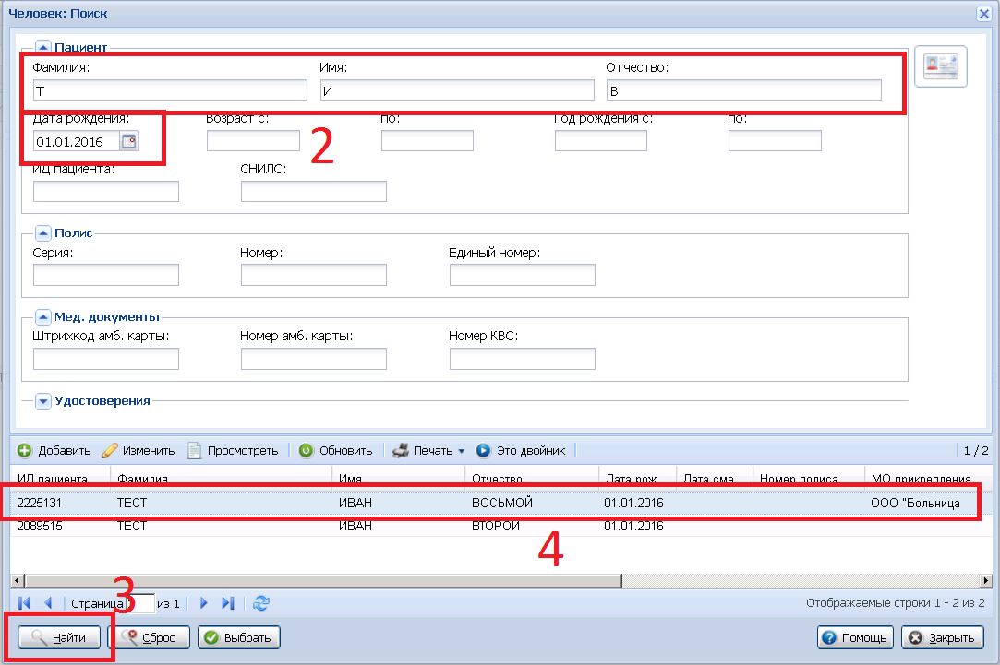 Человек: Поиск
Пациент
Фамилия: Имя: Отчество:
Т И В
Дата рождения: Возраст с: по: Год рождения с: по:
01.01.2016
2
ИД пациента: СНИЛС:
Полис
Серия: Номер: Единый номер:
Мед. документы
Штрихкод амб. карты: Номер амб. карты: Номер КВС:
Удостоверения
Добавить Изменить Просмотреть Обновить Печать Это двойник 1 / 2
ИД пациента Фамилия Имя Отчество Дата рож Дата сме Номер полиса МО прикрепления
2225131 ТЕСТ ИВАН ВОСЬМОЙ 01.01.2016 ООО "Больница
2089515 ТЕСТ ИВАН ВТОРОЙ 01.01.2016
4
3
Страница из 1 Отображаемые строки 1 - 2 из 2
Найти Сброс Выбрать Помощь Закрыть